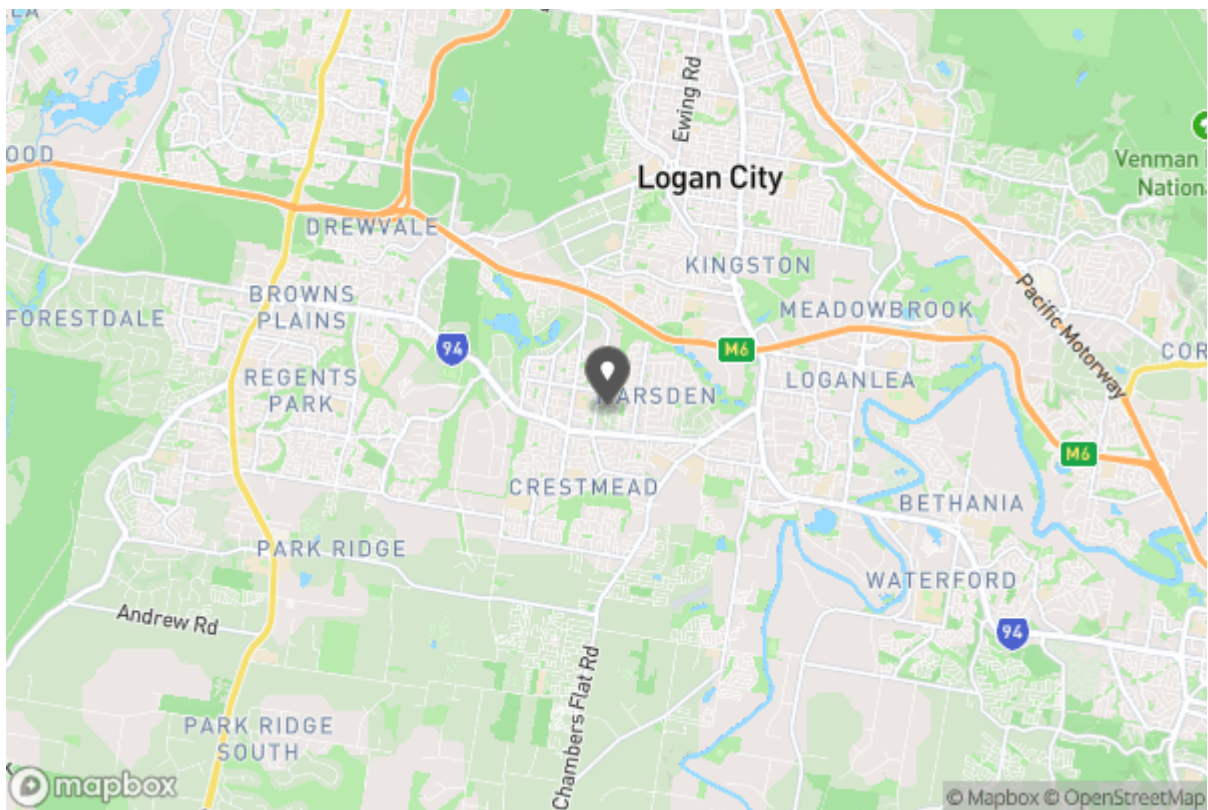 Ewing Rd
Venman
National
Logan City
OOD
DREWVALE
KINGSTON
BROWNS
PLAINS
MEADOWBROOK
Pacific Motorway
FORESTDALE
94
M6
COR
REGENTS
PARK
LOGANLEA
ARSDEN
M6
CRESTMEAD
BETHANIA
PARK RIDGE
WATERFORD
Andrew Rd
94
Chambers Flat Rd
PARK RIDGE
SOUTH
mapbox
© Mapbox © OpenStreetMap